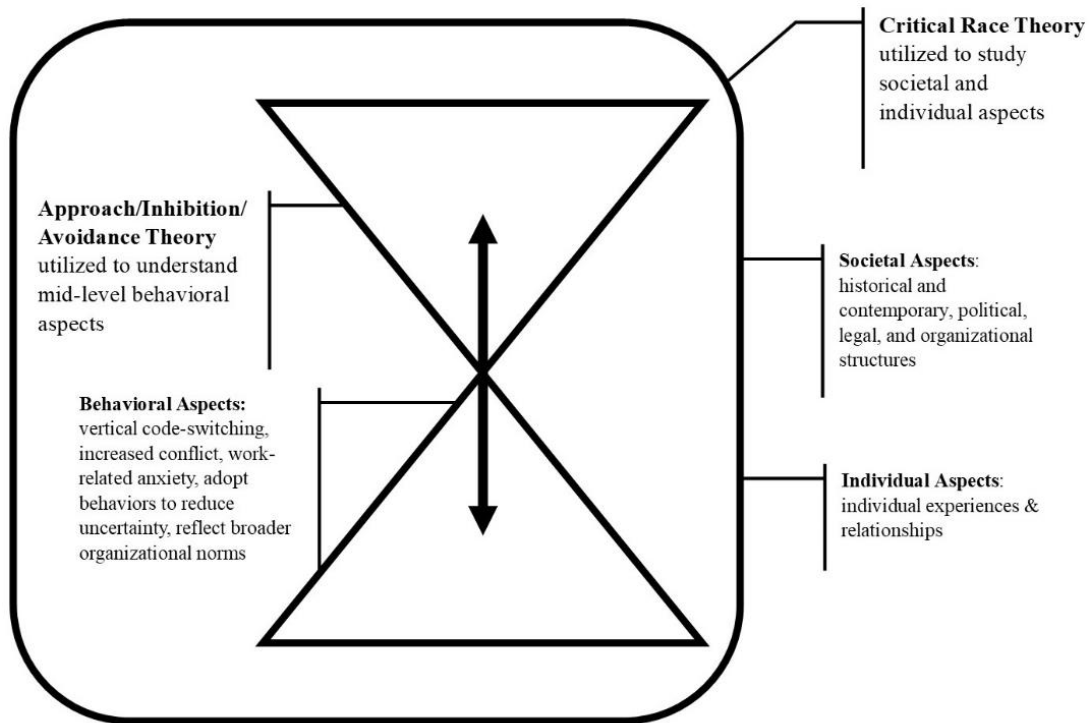 Critical Race Theory
utilized to study
societal and
individual aspects
Approach/Inhibition/
Avoidance Theory
utilized to understand
mid-level behavioral
aspects
Societal Aspects:
historical and
contemporary, political,
legal, and organizational
structures
Behavioral Aspects:
vertical code-switching,
increased conflict, work-
related anxiety, adopt
behaviors to reduce
uncertainty, reflect broader
organizational norms
Individual Aspects:
individual experiences &
relationships